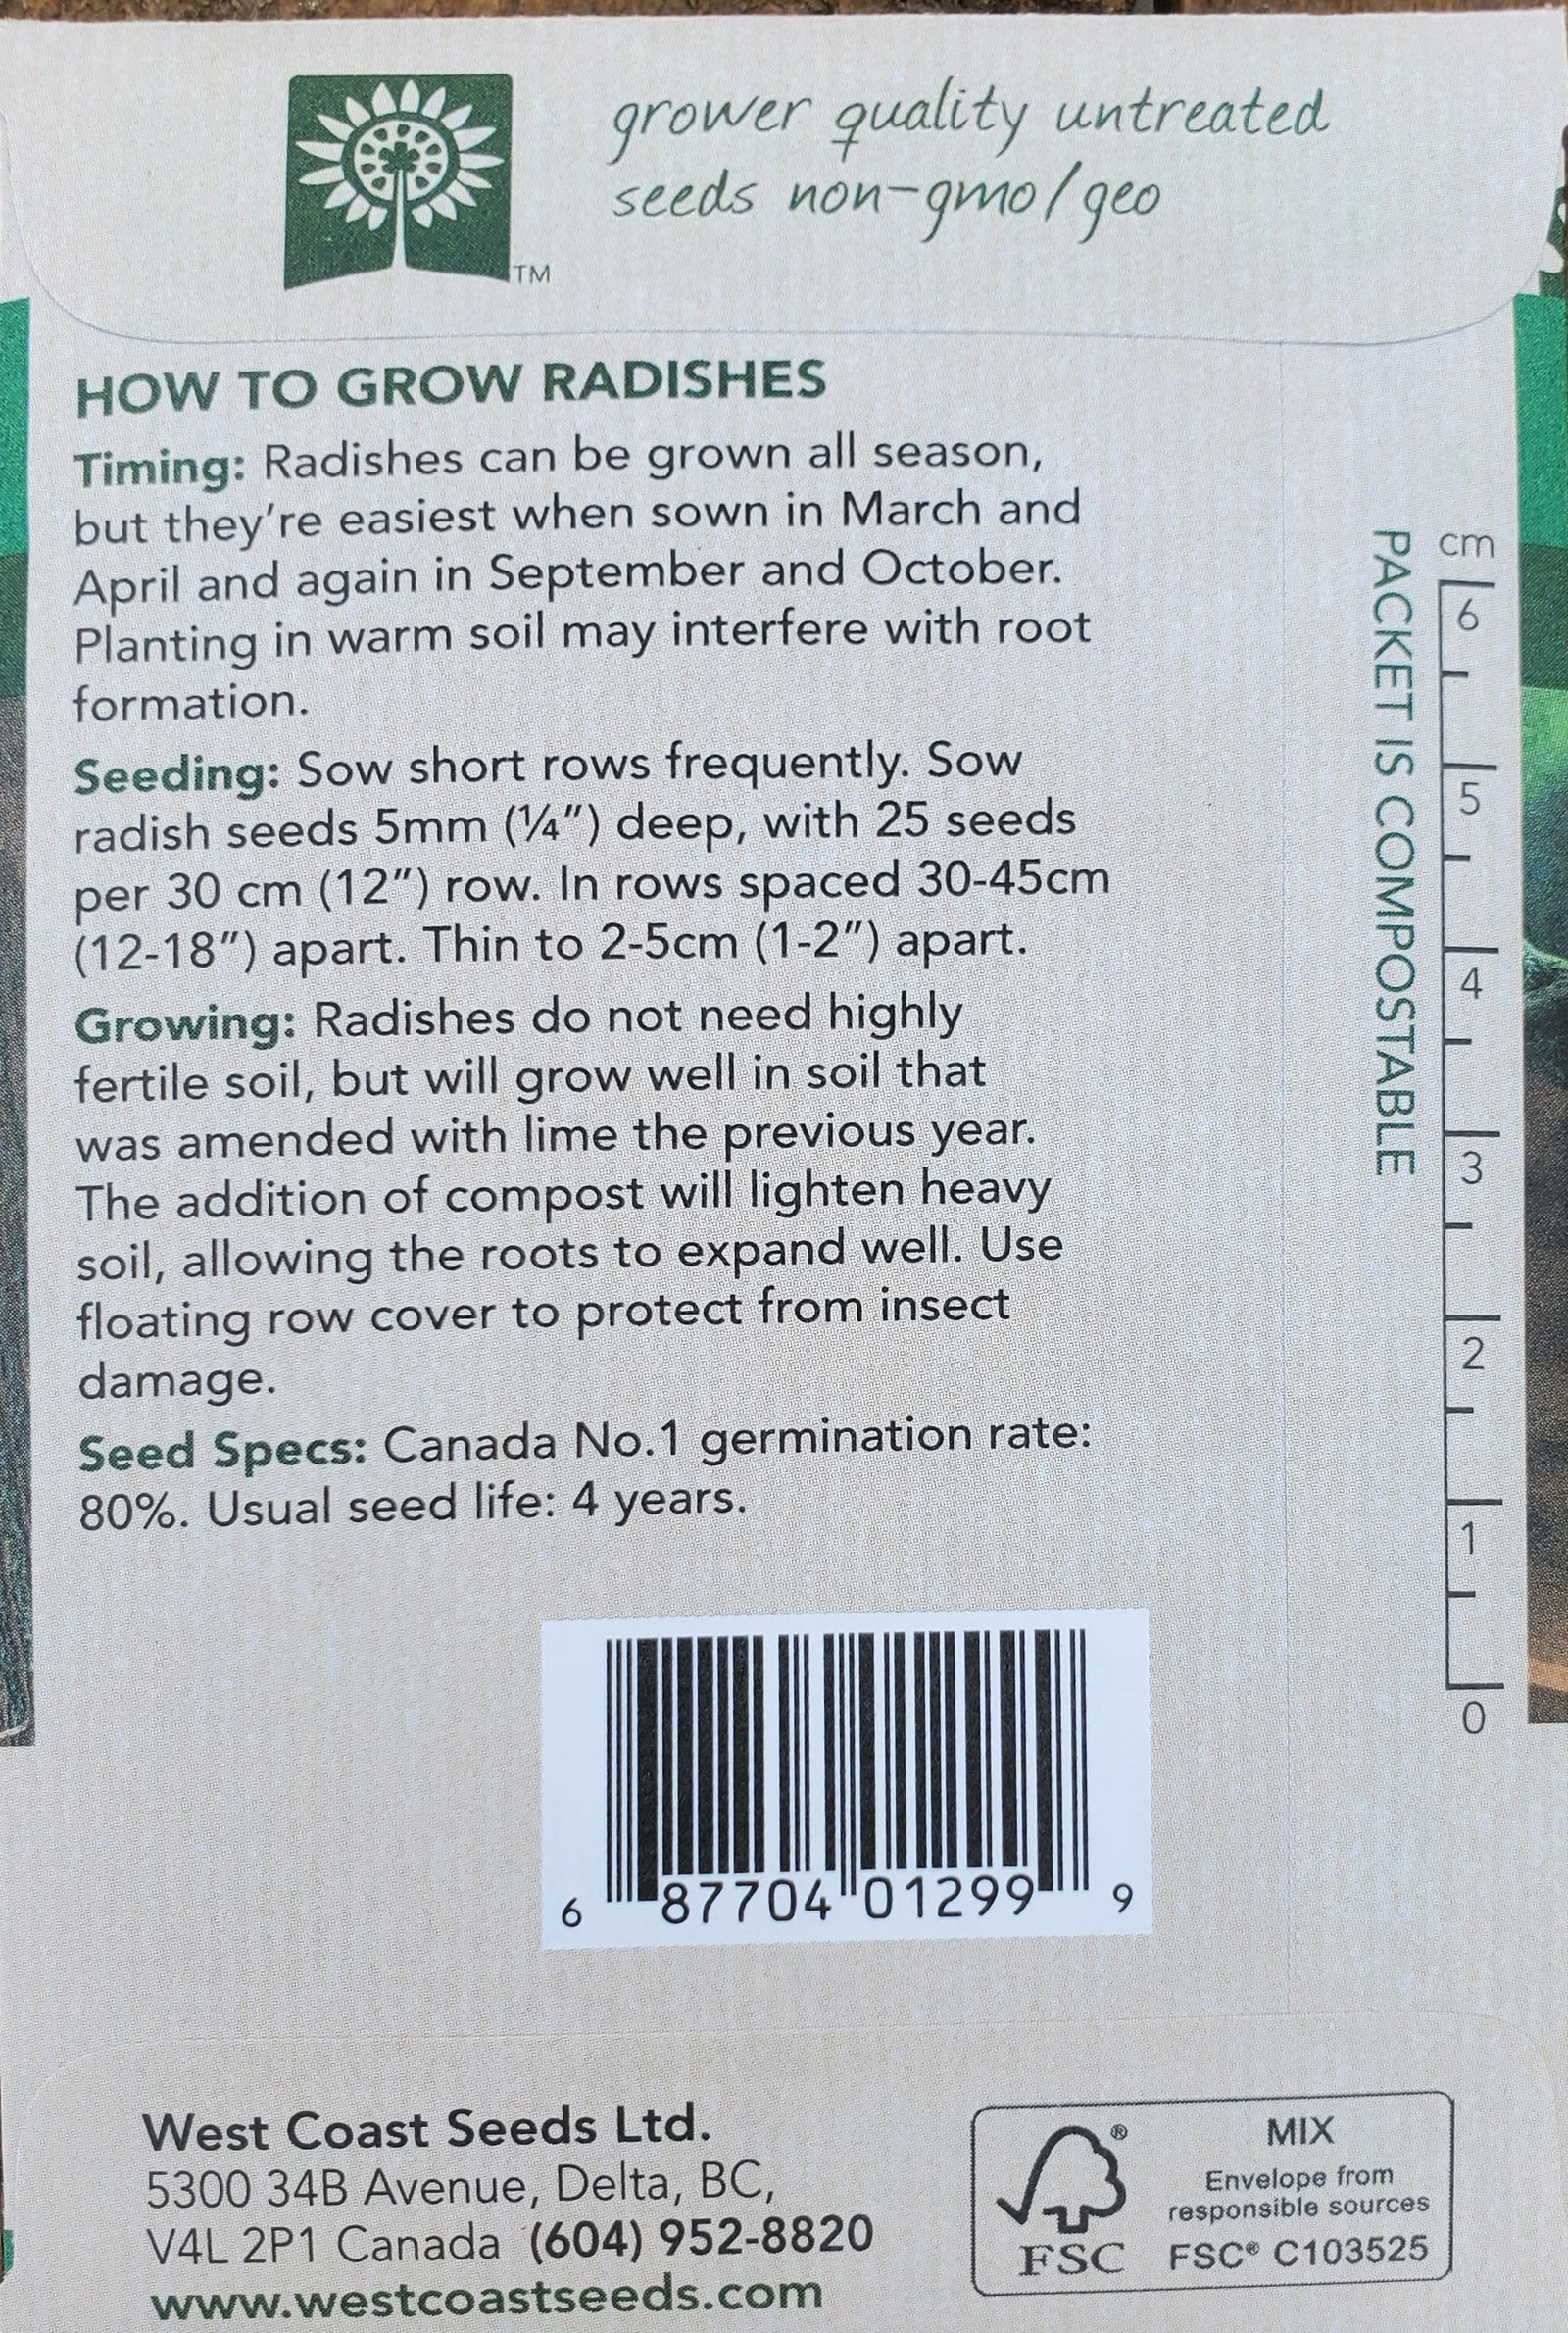 grower quality untreated
seeds non-gmo/geo
TM
HOW TO GROW RADISHES
Timing: Radishes can be grown all season,
but they're easiest when sown in March and
April and again in September and October.
Planting in warm soil may interfere with root
formation.
Seeding: Sow short rows frequently. Sow
radish seeds 5mm (¼") deep, with 25 seeds
per 30 cm (12") row. In rows spaced 30-45cm
(12-18") apart. Thin to 2-5cm (1-2") apart.
Growing: Radishes do not need highly
fertile soil, but will grow well in soil that
was amended with lime the previous year.
The addition of compost will lighten heavy
soil, allowing the roots to expand well. Use
floating row cover to protect from insect
damage.
Seed Specs: Canada No.1 germination rate:
80%. Usual seed life: 4 years.
PACKET IS COMPOSTABLE
cm
6
5
4
3
2
1
0
6 87704 01299 9
West Coast Seeds Ltd.
5300 34B Avenue, Delta, BC,
V4L 2P1 Canada (604) 952-8820
www.westcoastseeds.com
®
FSC
MIX
Envelope from
responsible sources
FSC® C103525